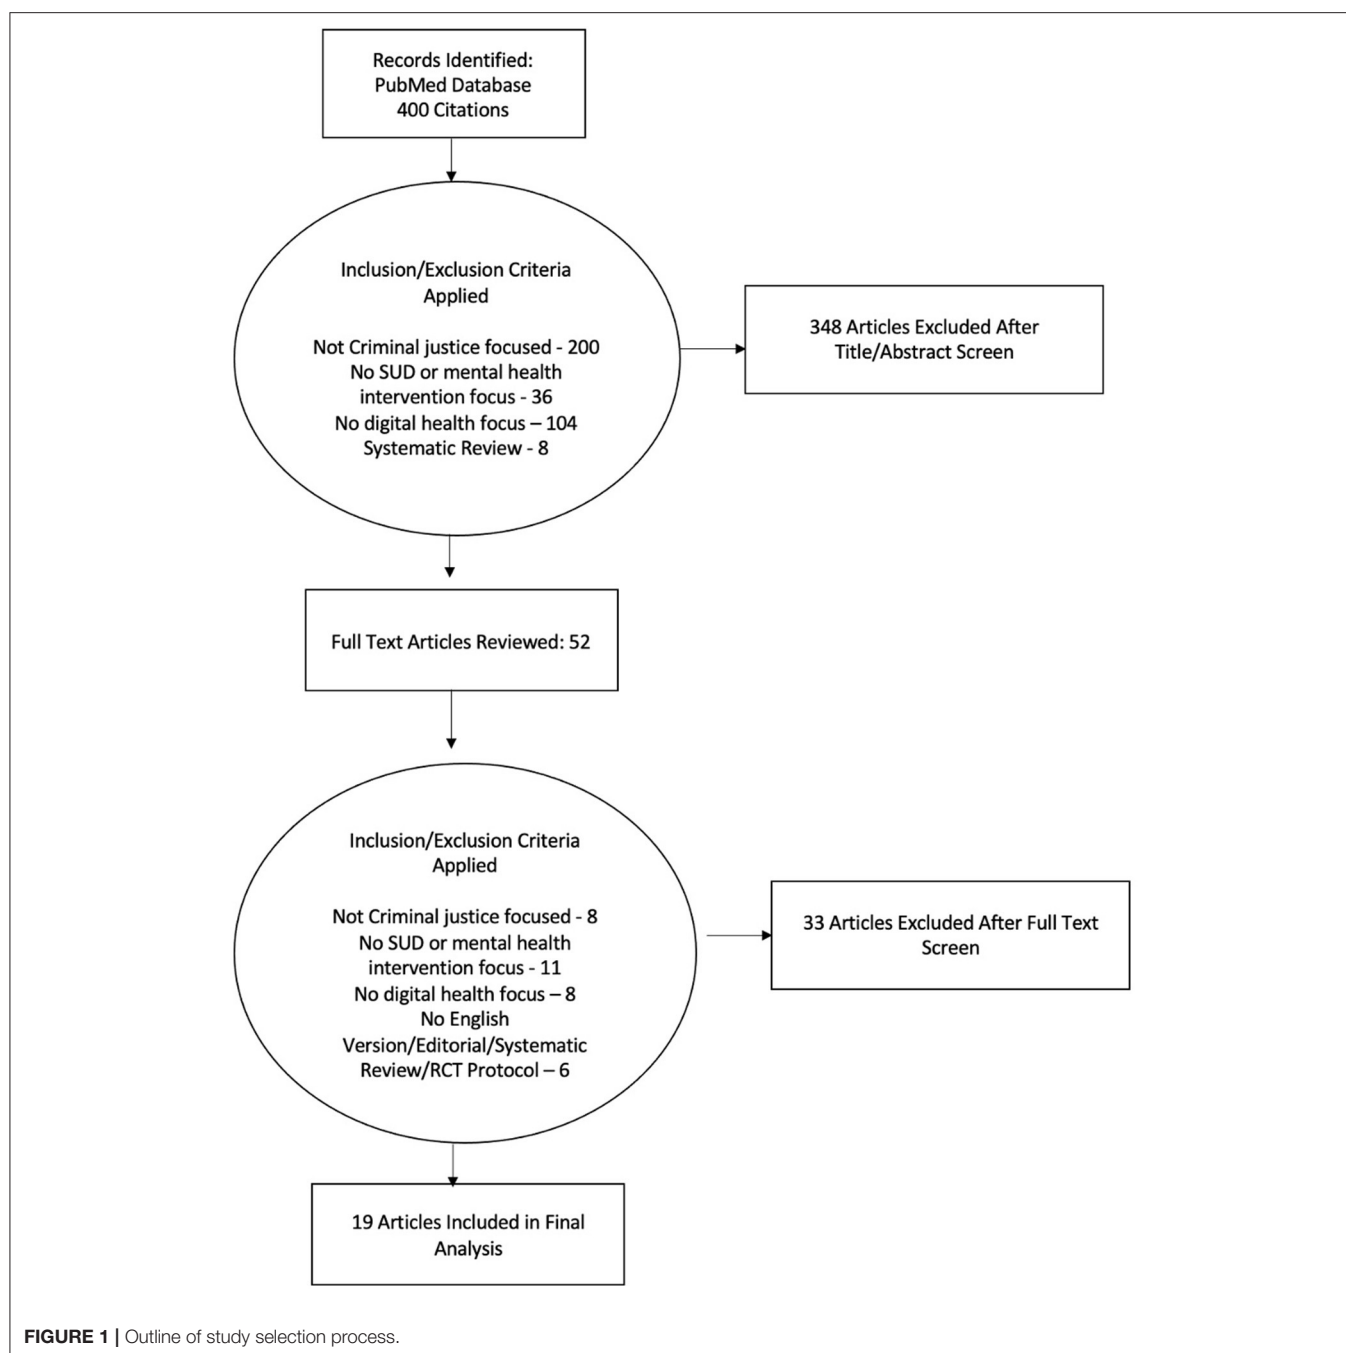 Records Identified:
PubMed Database
400 Citations
Inclusion/Exclusion Criteria
Applied
Not Criminal justice focused - 200
No SUD or mental health
intervention focus - 36
No digital health focus – 104
Systematic Review - 8
348 Articles Excluded After
Title/Abstract Screen
Full Text Articles Reviewed: 52
Inclusion/Exclusion Criteria
Applied
Not Criminal justice focused - 8
No SUD or mental health
intervention focus - 11
No digital health focus – 8
No English
Version/Editorial/Systematic
Review/RCT Protocol – 6
33 Articles Excluded After Full Text
Screen
19 Articles Included in Final
Analysis
FIGURE 1 | Outline of study selection process.